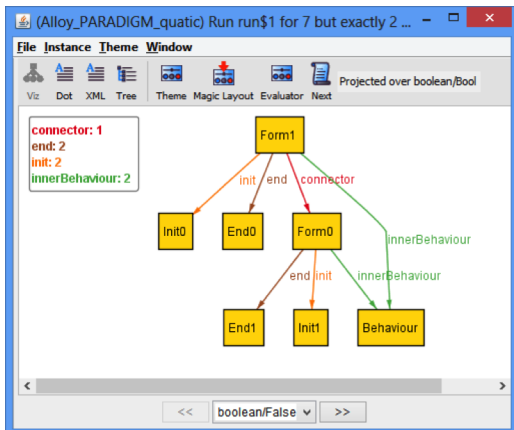 (Alloy_PARADIGM_quatic) Run run$1 for 7 but exactly 2 ...
File Instance Theme Window
Viz Dot XML Tree Theme Magic Layout Evaluator Next Projected over boolean/Bool
connector: 1
end: 2
init: 2
innerBehaviour: 2
Form1
init end connector
Init0 End0 Form0
innerBehaviour
end init innerBehaviour
End1 Init1 Behaviour
<< boolean/False >>